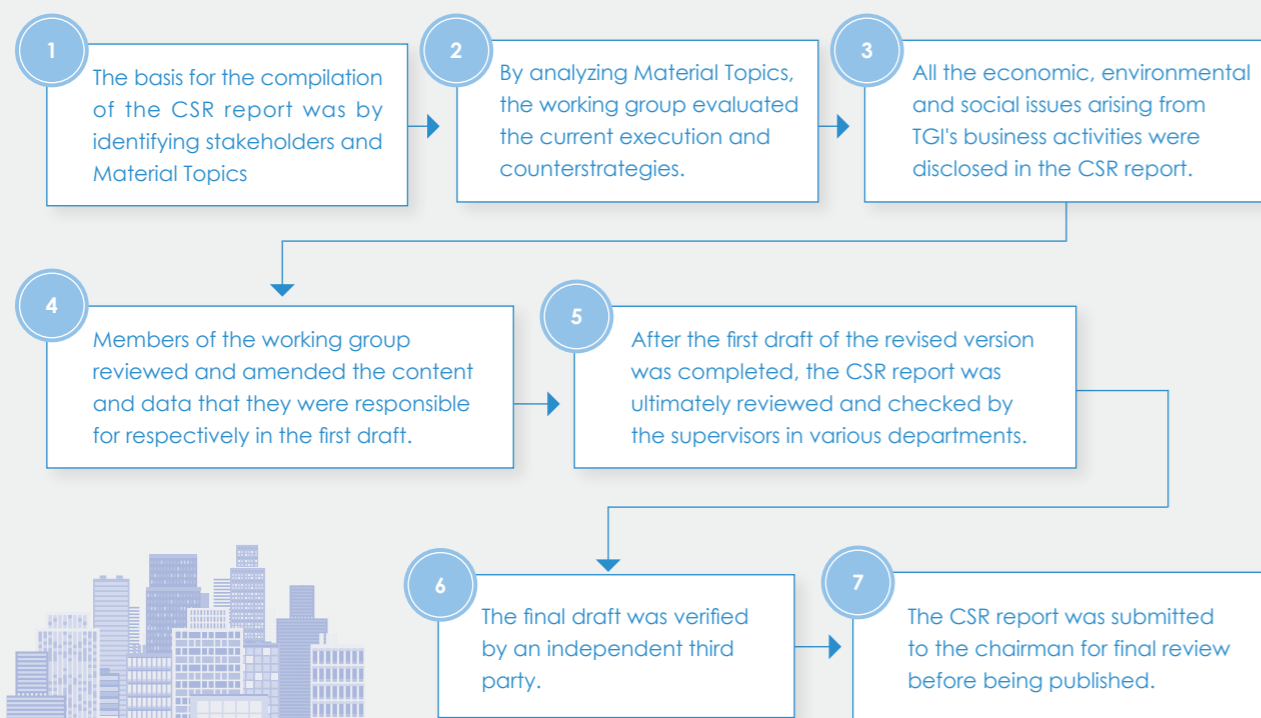 1
The basis for the compilation
of the CSR report was by
identifying stakeholders and
Material Topics
2
By analyzing Material Topics,
the working group evaluated
the current execution and
counterstrategies.
3
All the economic, environmental
and social issues arising from
TGI's business activities were
disclosed in the CSR report.
4
Members of the working group
reviewed and amended the content
and data that they were responsible
for respectively in the first draft.
5
After the first draft of the revised version
was completed, the CSR report was
ultimately reviewed and checked by
the supervisors in various departments.
6
The final draft was verified
by an independent third
party.
7
The CSR report was submitted
to the chairman for final review
before being published.